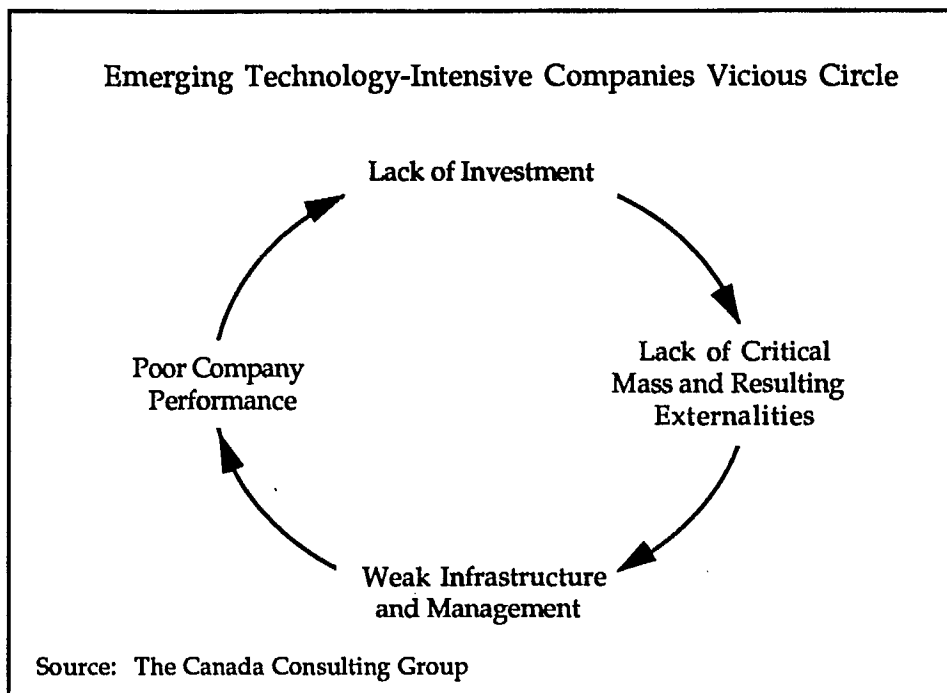 Emerging Technology-Intensive Companies Vicious Circle
Lack of Investment
Lack of Critical
Mass and Resulting
Externalities
Weak Infrastructure
and Management
Poor Company
Performance
Source: The Canada Consulting Group